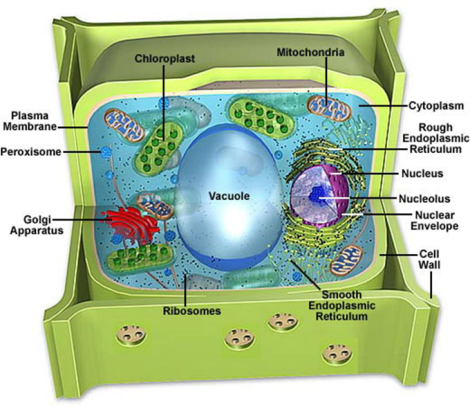 Chloroplast
Mitochondria
Cytoplasm
Plasma
Membrane
Rough
Endoplasmic
Reticulum
Peroxisome
Nucleus
Vacuole
Nucleolus
Golgi
Apparatus
Nuclear
Envelope
Cell
Wall
Ribosomes
Smooth
Endoplasmic
Reticulum